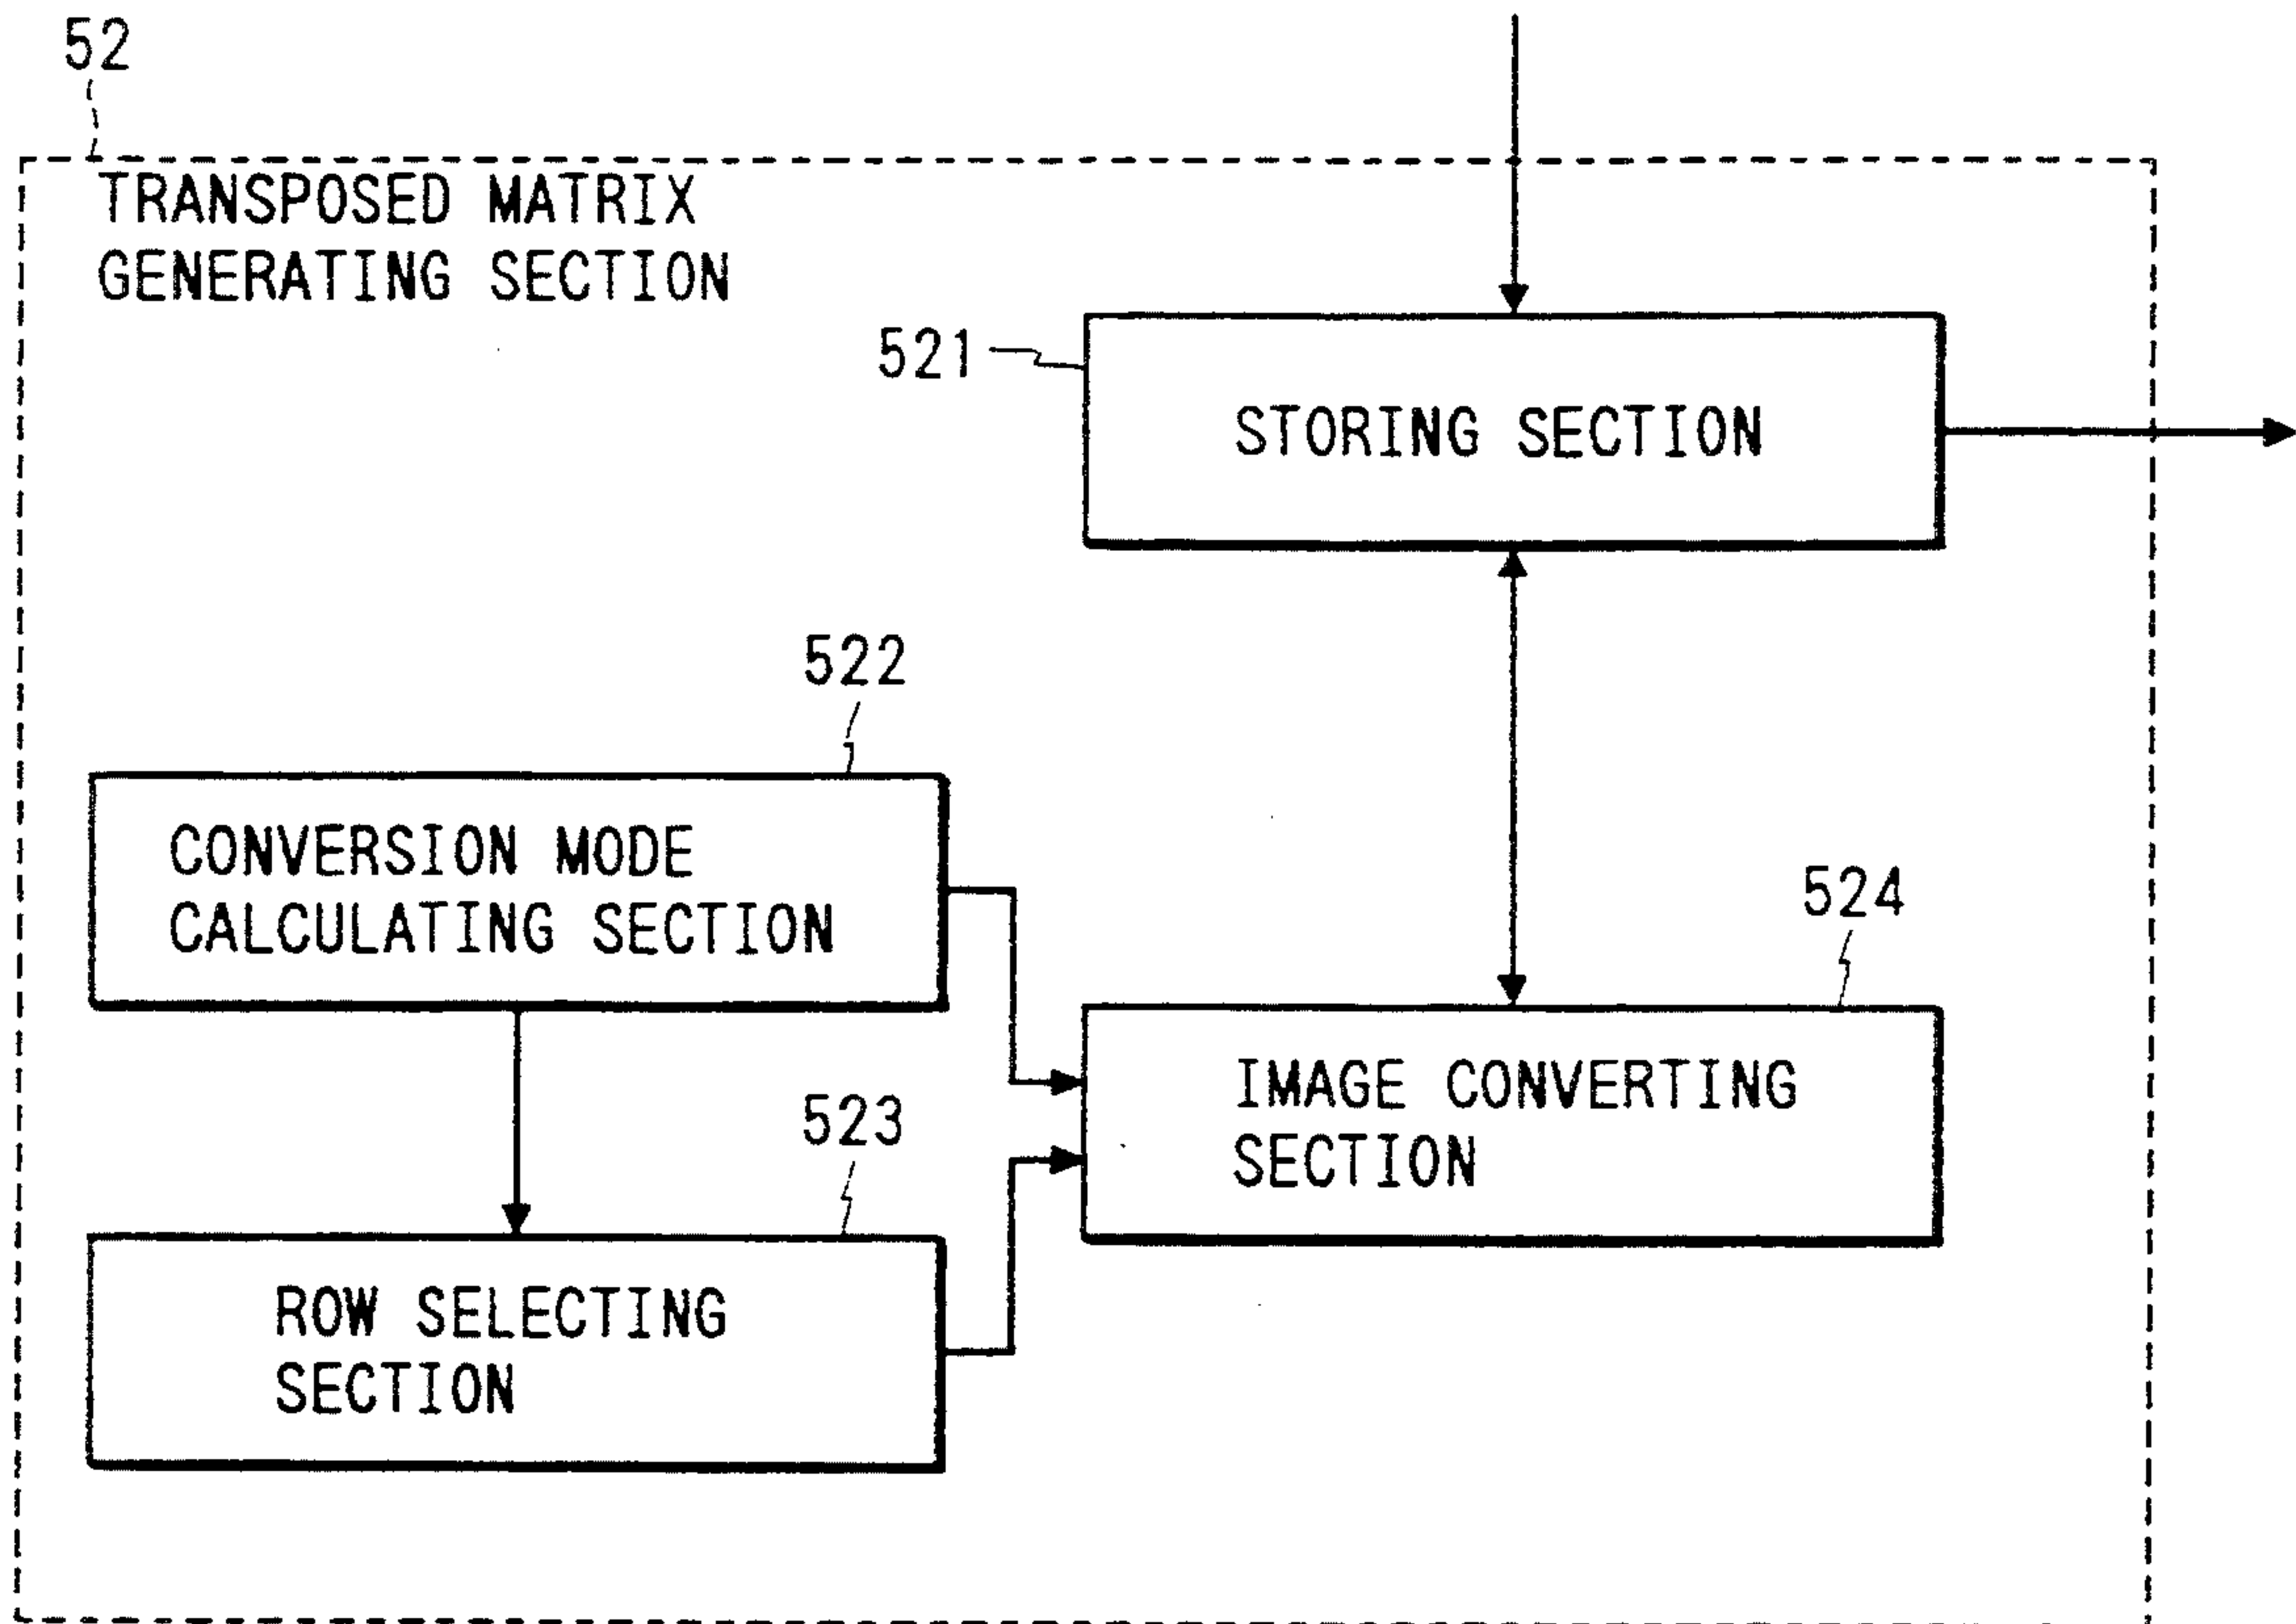 52
TRANSPOSED MATRIX
GENERATING SECTION
521
STORING SECTION
522
CONVERSION MODE
CALCULATING SECTION
524
IMAGE CONVERTING
SECTION
523
ROW SELECTING
SECTION